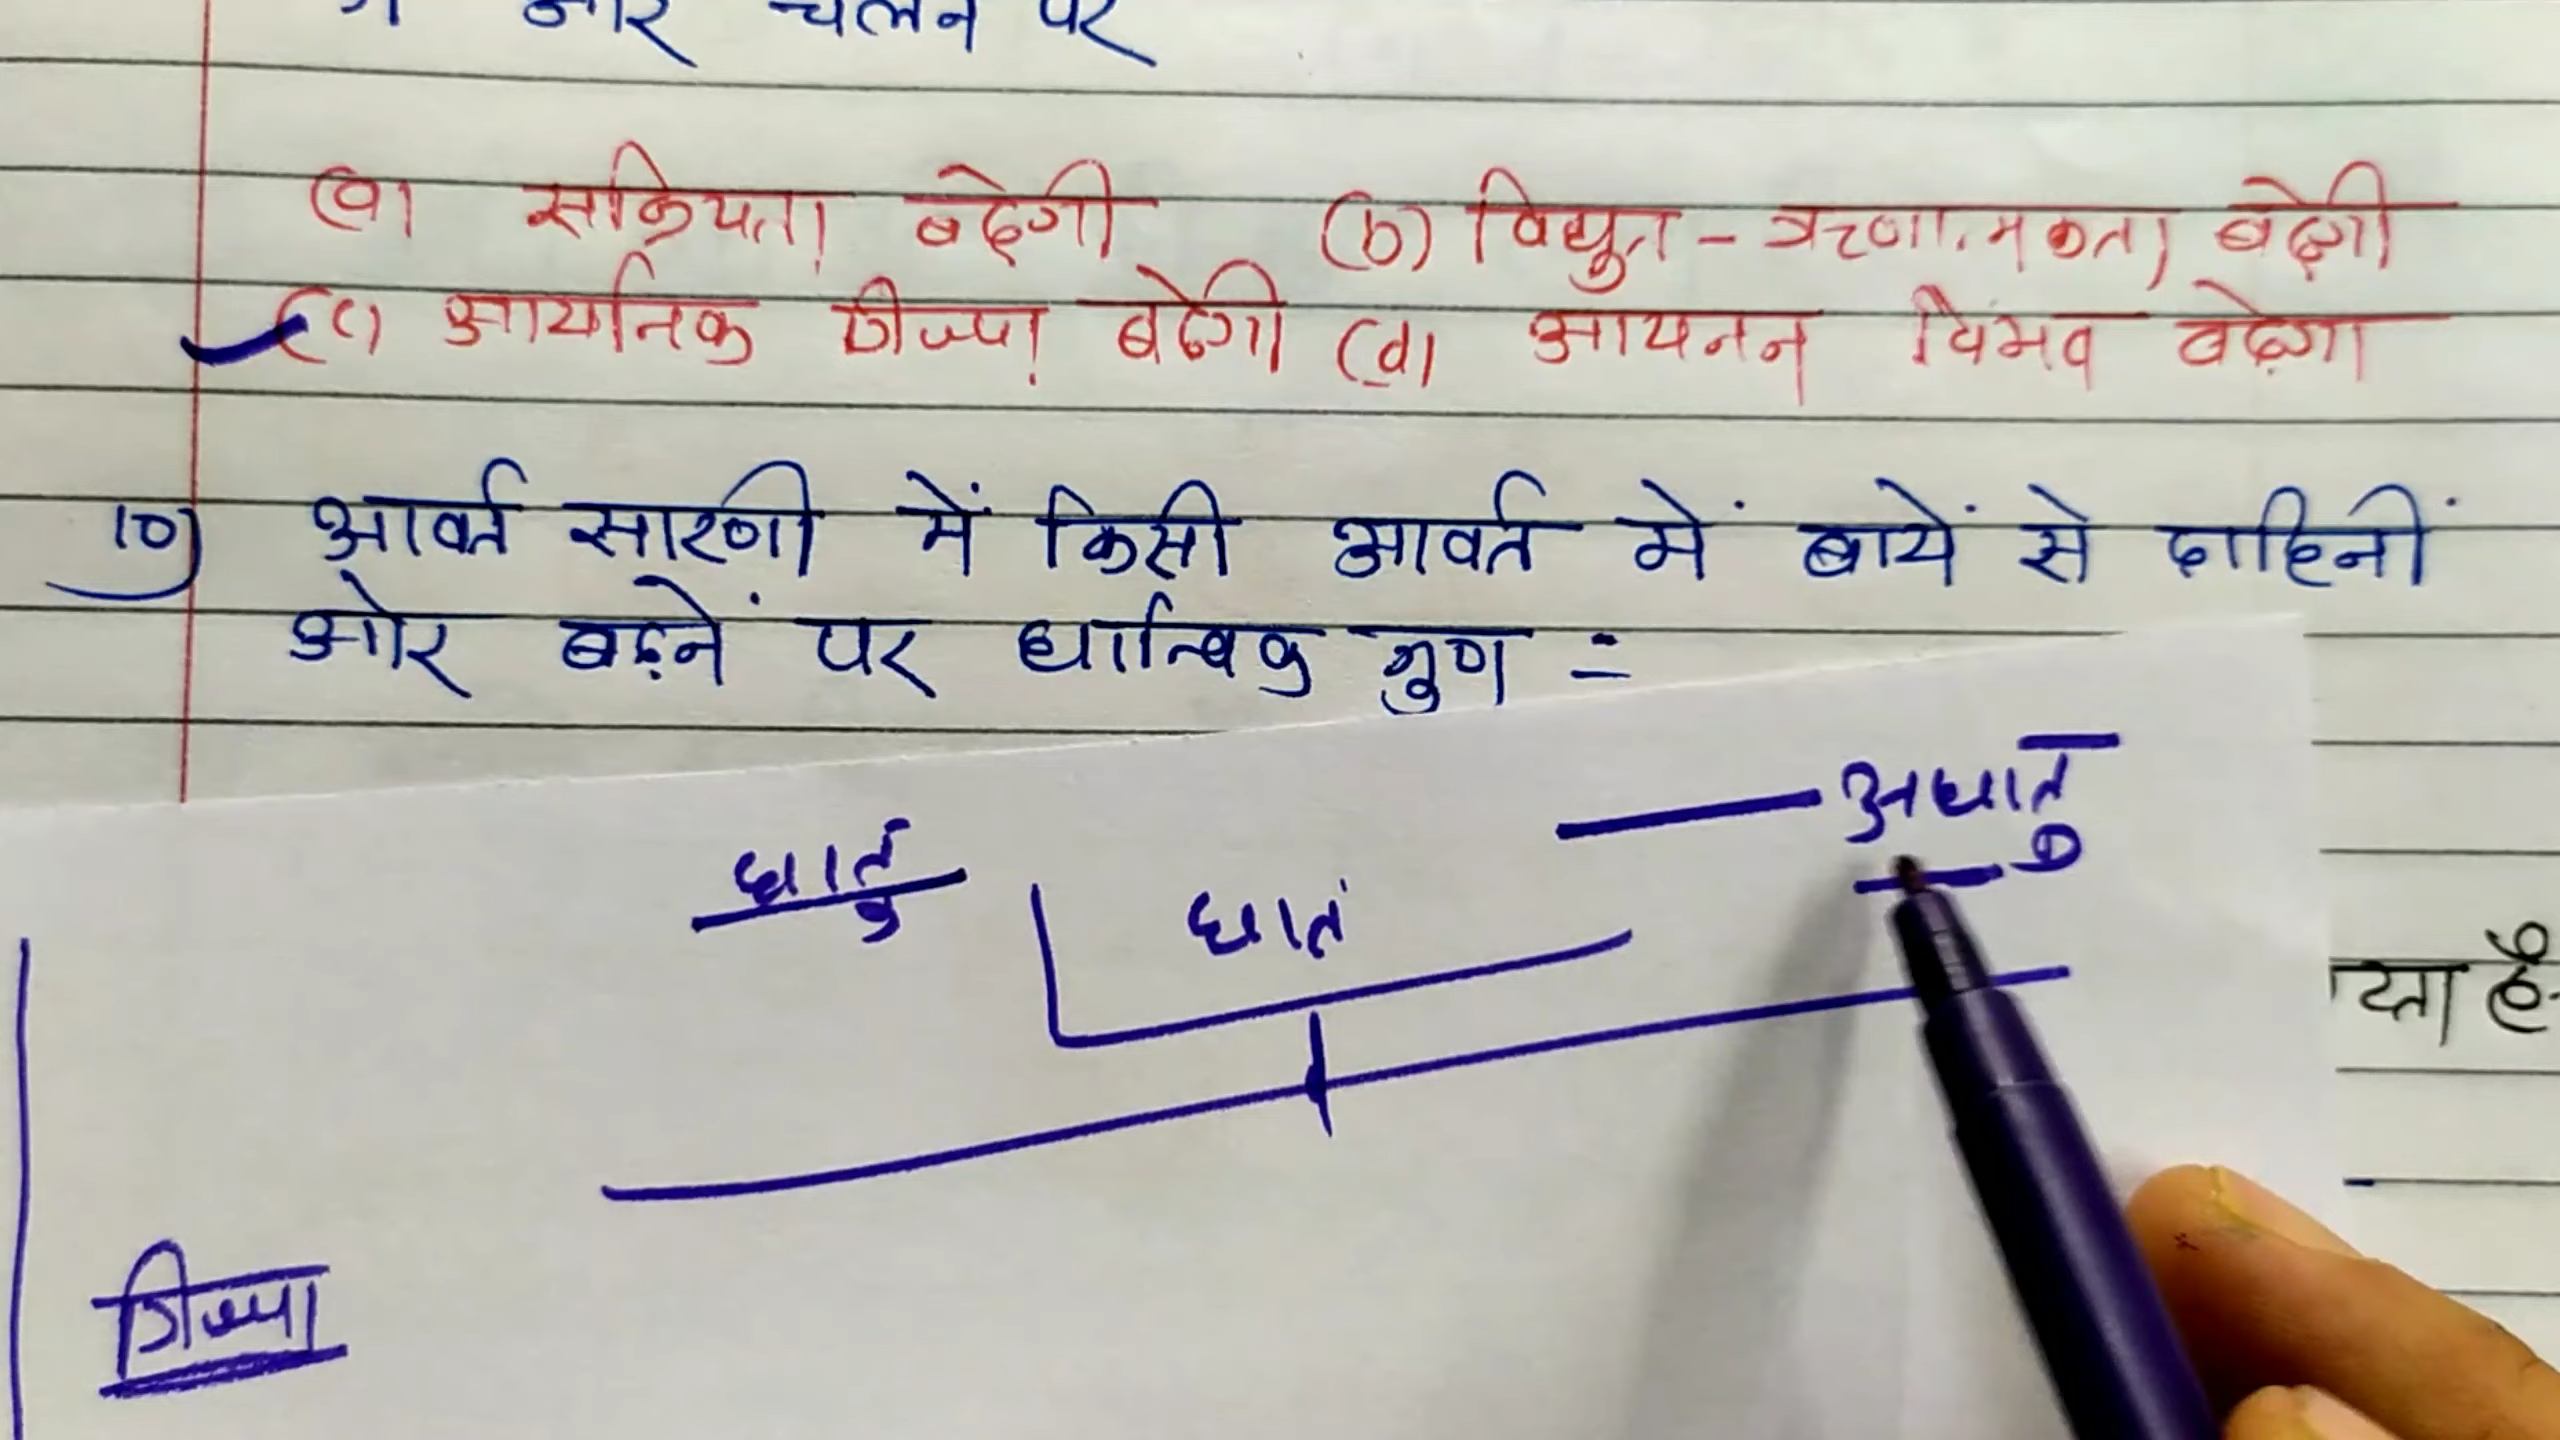 ओर चलने पर
(a) सक्रियता बढेगी (b) विद्युत - ऋणात्मकता बढ़ेगी
(c) आयनिक त्रिज्या बढेगी (d) आयनन विभव बढ़ेगा
10) आवर्त सारणी में किसी आवर्त में बायें से दाहिनीं
ओर बढ़नें पर धात्विक गुण =
धातु धातं — अधातु
है-
त्रिज्या